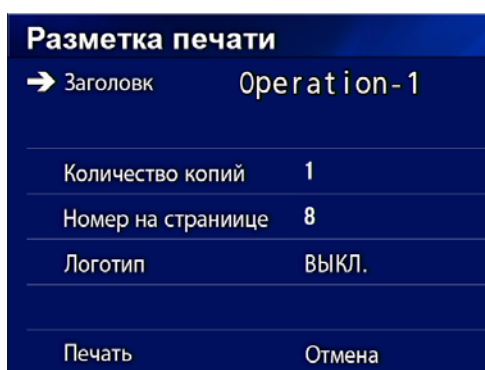 Разметка печати
Заголовк Operation-1
Количество копий 1
Номер на страниице 8
Логотип ВЫКЛ.
Печать Отмена